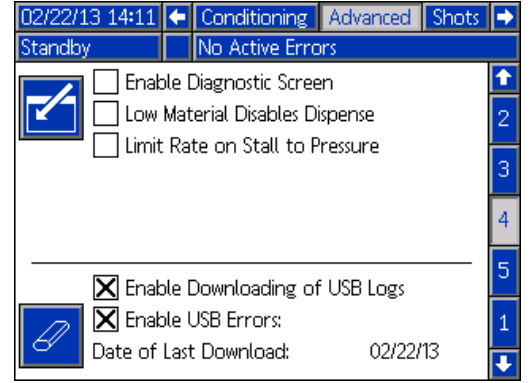 02/22/13 14:11 Conditioning Advanced Shots
Standby No Active Errors
Enable Diagnostic Screen
Low Material Disables Dispense
2
Limit Rate on Stall to Pressure
3
4
5
Enable Downloading of USB Logs
Enable USB Errors:
1
Date of Last Download: 02/22/13